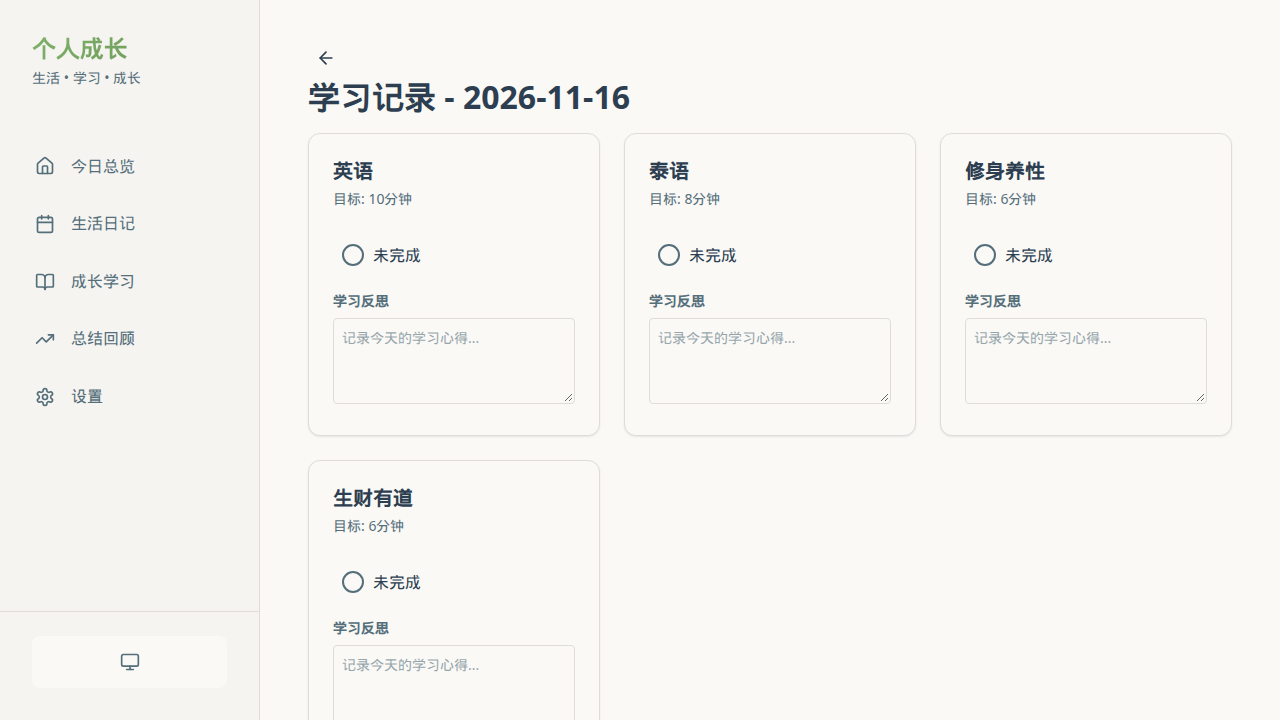 个人成长
生活 • 学习 • 成长
今日总览
生活日记
成长学习
总结回顾
设置
学习记录 - 2026-11-16
英语
目标: 10分钟
未完成
学习反思
记录今天的学习心得...
泰语
目标: 8分钟
未完成
学习反思
记录今天的学习心得...
修身养性
目标: 6分钟
未完成
学习反思
记录今天的学习心得...
生财有道
目标: 6分钟
未完成
学习反思
记录今天的学习心得...